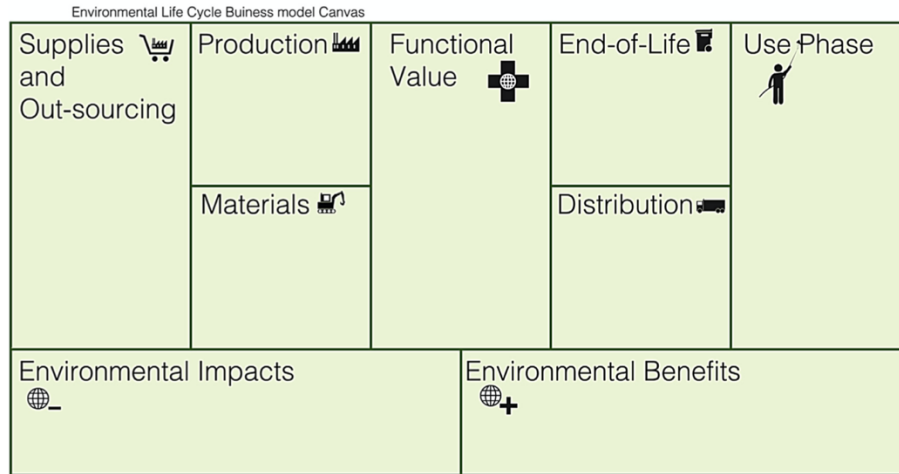 Environmental Life Cycle Buiness model Canvas
Supplies
and
Out-sourcing
Production
Functional
Value
End-of-Life
Use Phase
Materials
Distribution
Environmental Impacts
Environmental Benefits